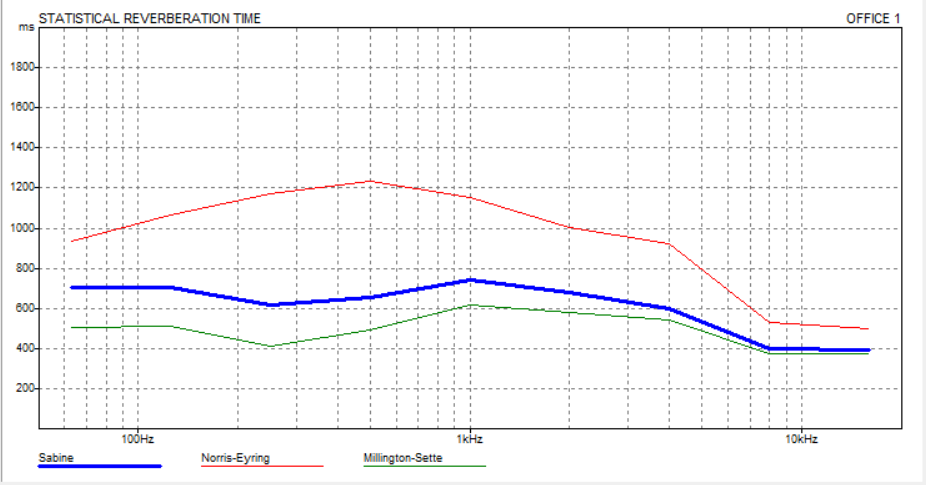 STATISTICAL REVERBERATION TIME OFFICE 1
ms
1800
1600
1400
1200
1000
800
600
400
200
100Hz 1kHz 10kHz
Sabine Norris-Eyring Millington-Sette